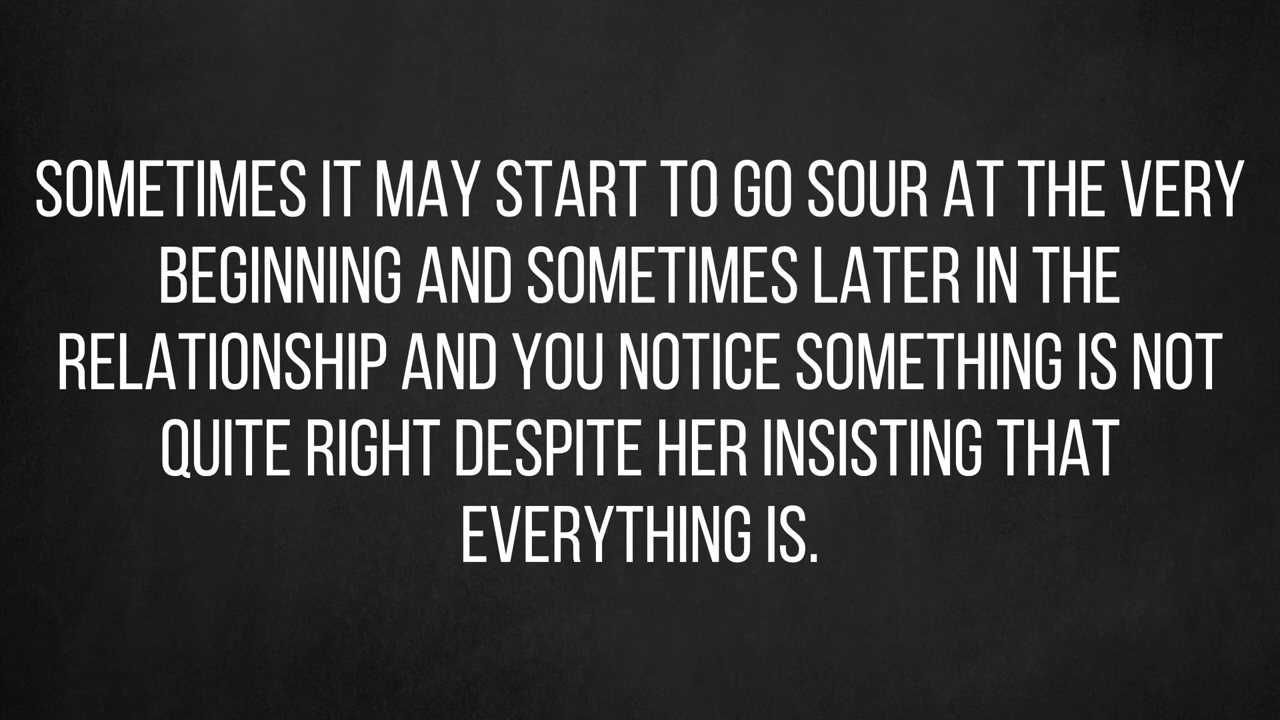 SOMETIMES IT MAY START TO GO SOUR AT THE VERY
BEGINNING AND SOMETIMES LATER IN THE
RELATIONSHIP AND YOU NOTICE SOMETHING IS NOT
QUITE RIGHT DESPITE HER INSISTING THAT
EVERYTHING IS.